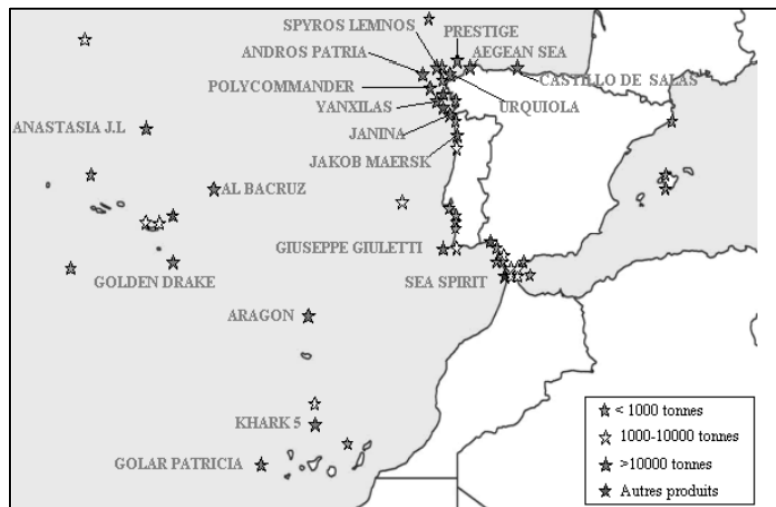 SPYROS LEMNOS
PRESTIGE
ANDROS PATRIA
AEGEAN SEA
POLYCOMMANDER
CASTILLO DE SALAS
YANXILAS
URQUIOLA
ANASTASIA J.L
JANINA
JAKOB MAERSK
AL BACRUZ
GIUSEPPE GIULETTI
GOLDEN DRAKE
SEA SPIRIT
ARAGON
KHARK 5
GOLAR PATRICIA
< 1000 tonnes
1000-10000 tonnes
>10000 tonnes
Autres produits